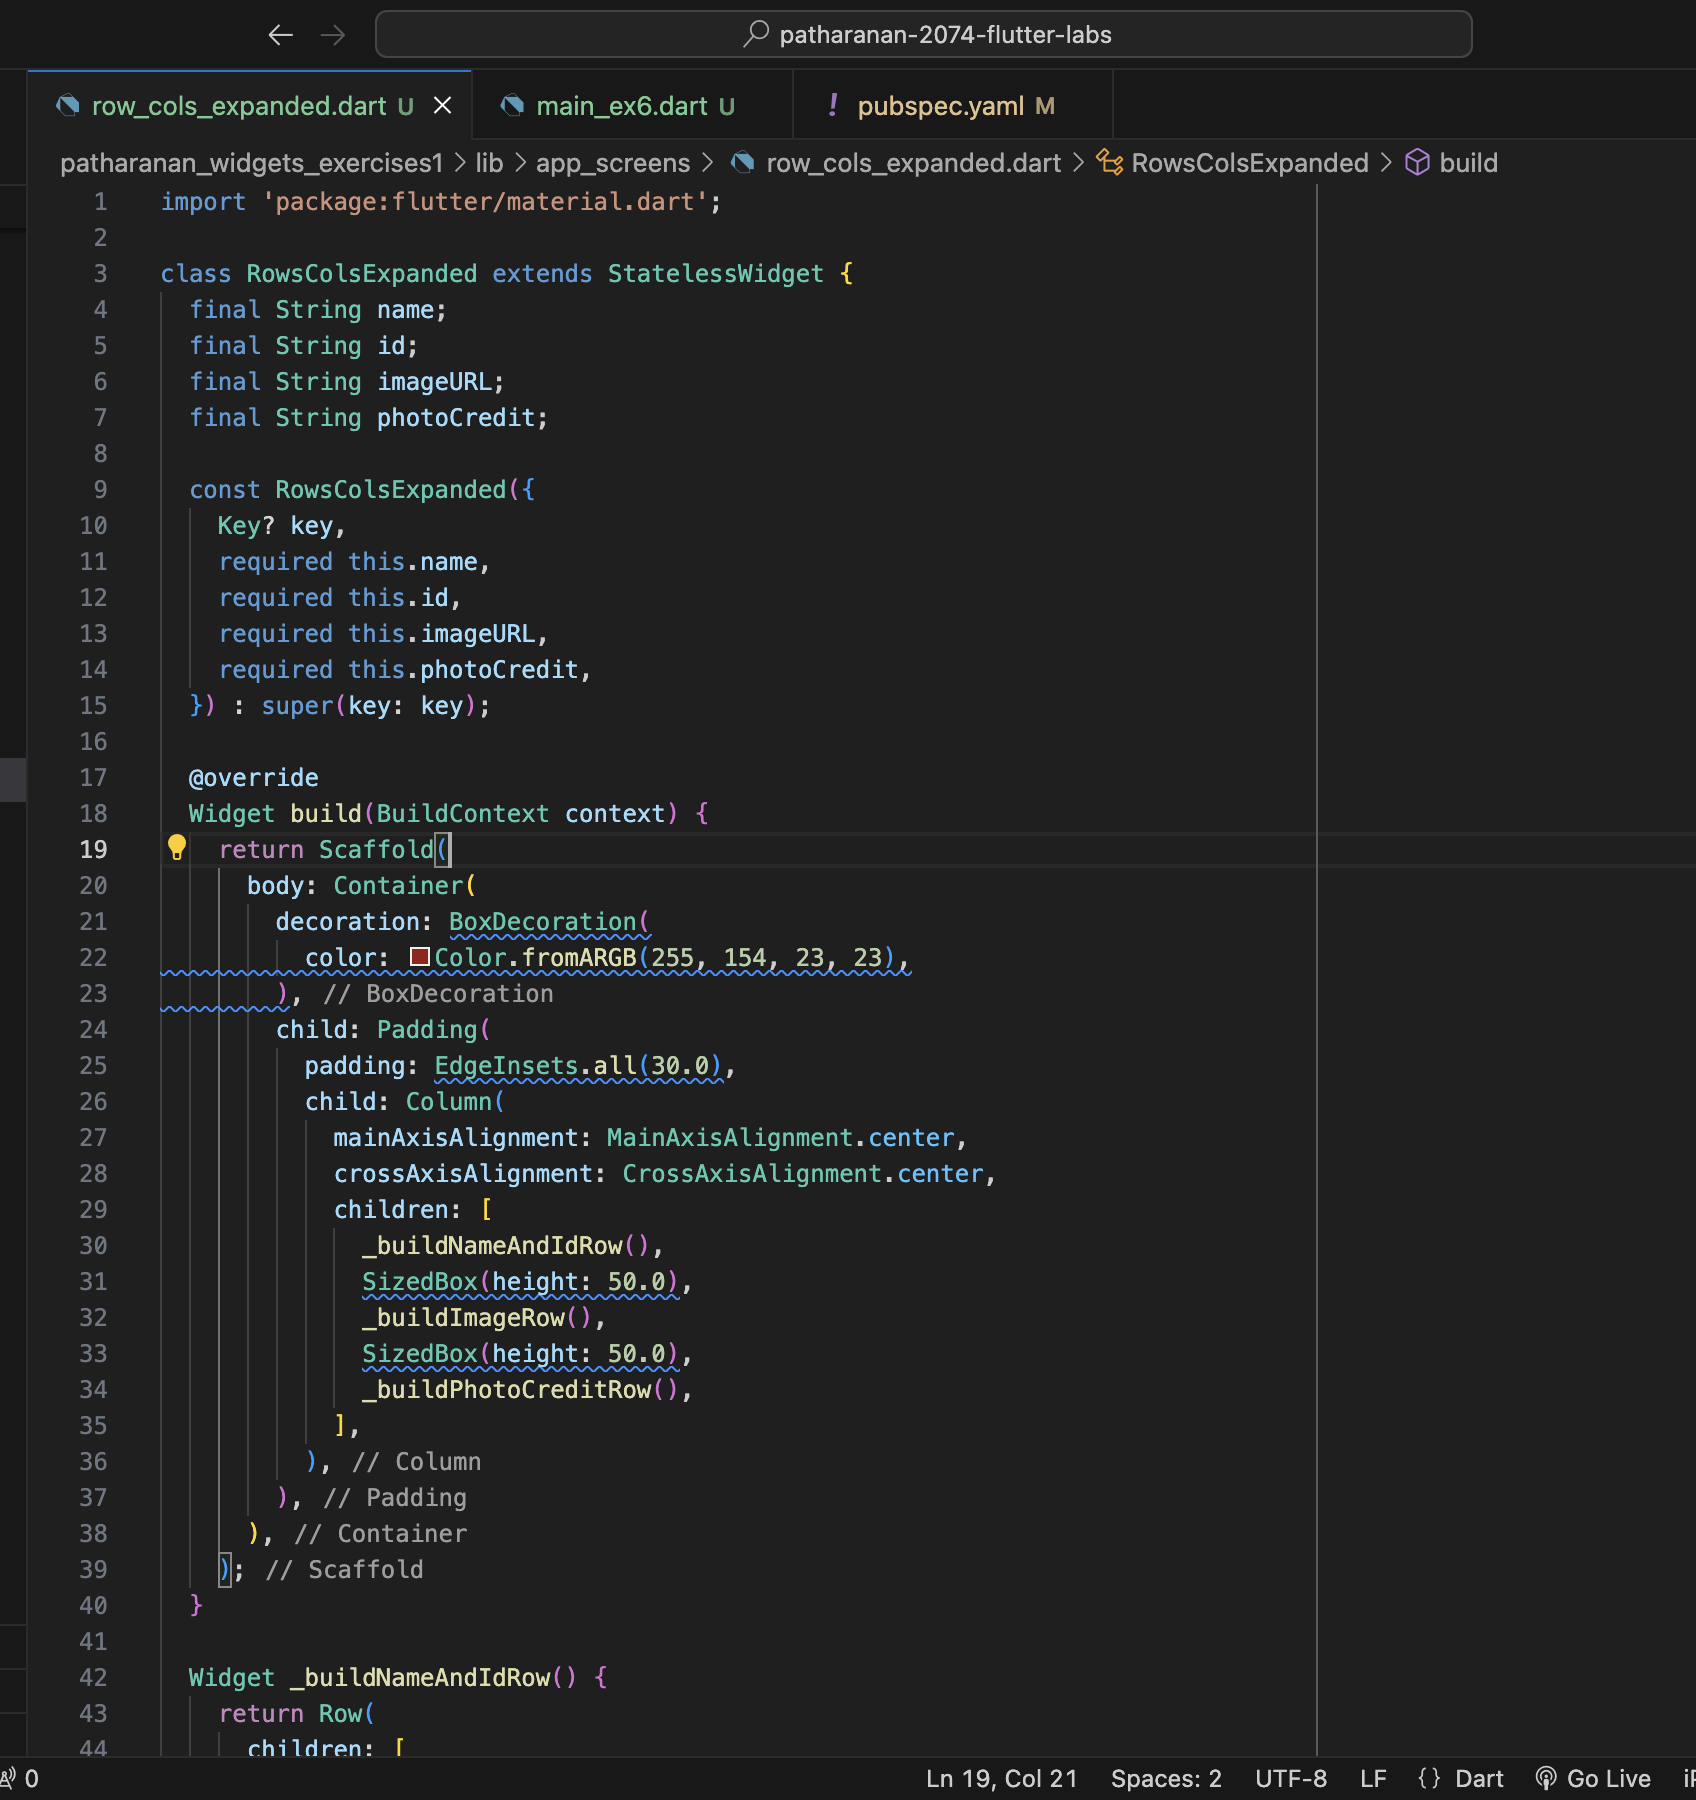 patharanan-2074-flutter-labs
row_cols_expanded.dart U
main_ex6.dart U
! pubspec.yaml M
patharanan_widgets_exercises1 > lib > app_screens > row_cols_expanded.dart > RowsColsExpanded > build
1 import 'package:flutter/material.dart';
2
3 class RowsColsExpanded extends StatelessWidget {
4 final String name;
5 final String id;
6 final String imageURL;
7 final String photoCredit;
8
9 const RowsColsExpanded({
10 Key? key,
11 required this.name,
12 required this.id,
13 required this.imageURL,
14 required this.photoCredit,
15 }) : super(key: key);
16
17 @override
18 Widget build(BuildContext context) {
19 return Scaffold(
20 body: Container(
21 decoration: BoxDecoration(
22 color: Color.fromARGB(255, 154, 23, 23),
23 ), // BoxDecoration
24 child: Padding(
25 padding: EdgeInsets.all(30.0),
26 child: Column(
27 mainAxisAlignment: MainAxisAlignment.center,
28 crossAxisAlignment: CrossAxisAlignment.center,
29 children: [
30 _buildNameAndIdRow(),
31 SizedBox(height: 50.0),
32 _buildImageRow(),
33 SizedBox(height: 50.0),
34 _buildPhotoCreditRow(),
35 ],
36 ), // Column
37 ), // Padding
38 ), // Container
39 ); // Scaffold
40 }
41
42 Widget _buildNameAndIdRow() {
43 return Row(
44 children: [
0 Ln 19, Col 21 Spaces: 2 UTF-8 LF {} Dart Go Live